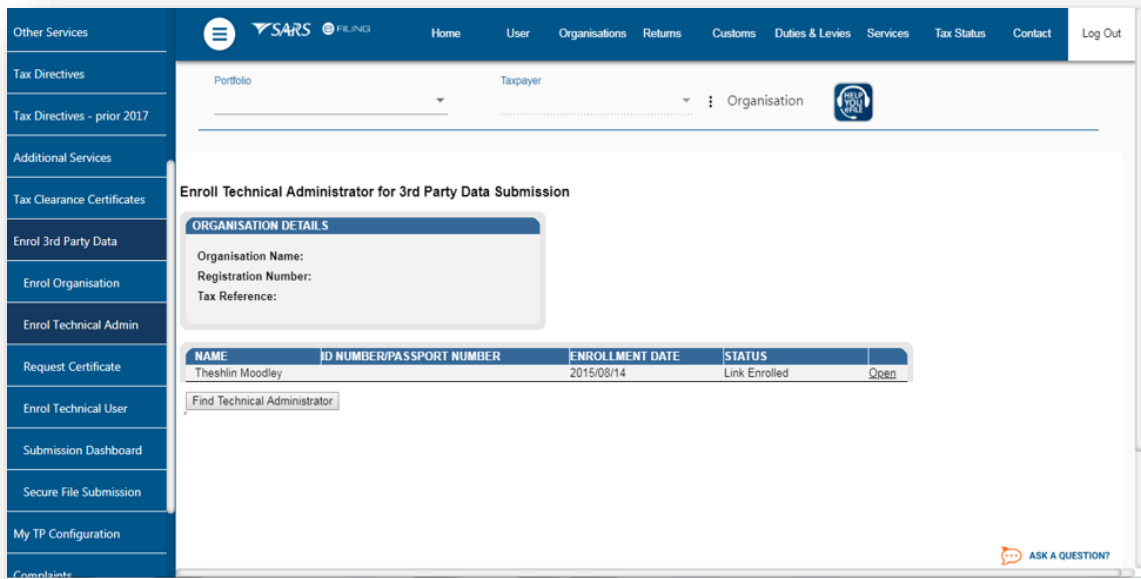 Other Services
Tax Directives
Tax Directives - prior 2017
Additional Services
Tax Clearance Certificates
Enrol 3rd Party Data
Enrol Organisation
Enrol Technical Admin
Request Certificate
Enrol Technical User
Submission Dashboard
Secure File Submission
My TP Configuration
Complaints
SARS eFILING Home User Organisations Returns Customs Duties & Levies Services Tax Status Contact Log Out
Portfolio Taxpayer
Organisation HELP YOU eFILE
Enroll Technical Administrator for 3rd Party Data Submission
ORGANISATION DETAILS
Organisation Name:
Registration Number:
Tax Reference:
NAME ID NUMBER/PASSPORT NUMBER ENROLLMENT DATE STATUS
Theshlin Moodley 2015/08/14 Link Enrolled Open
Find Technical Administrator
ASK A QUESTION?